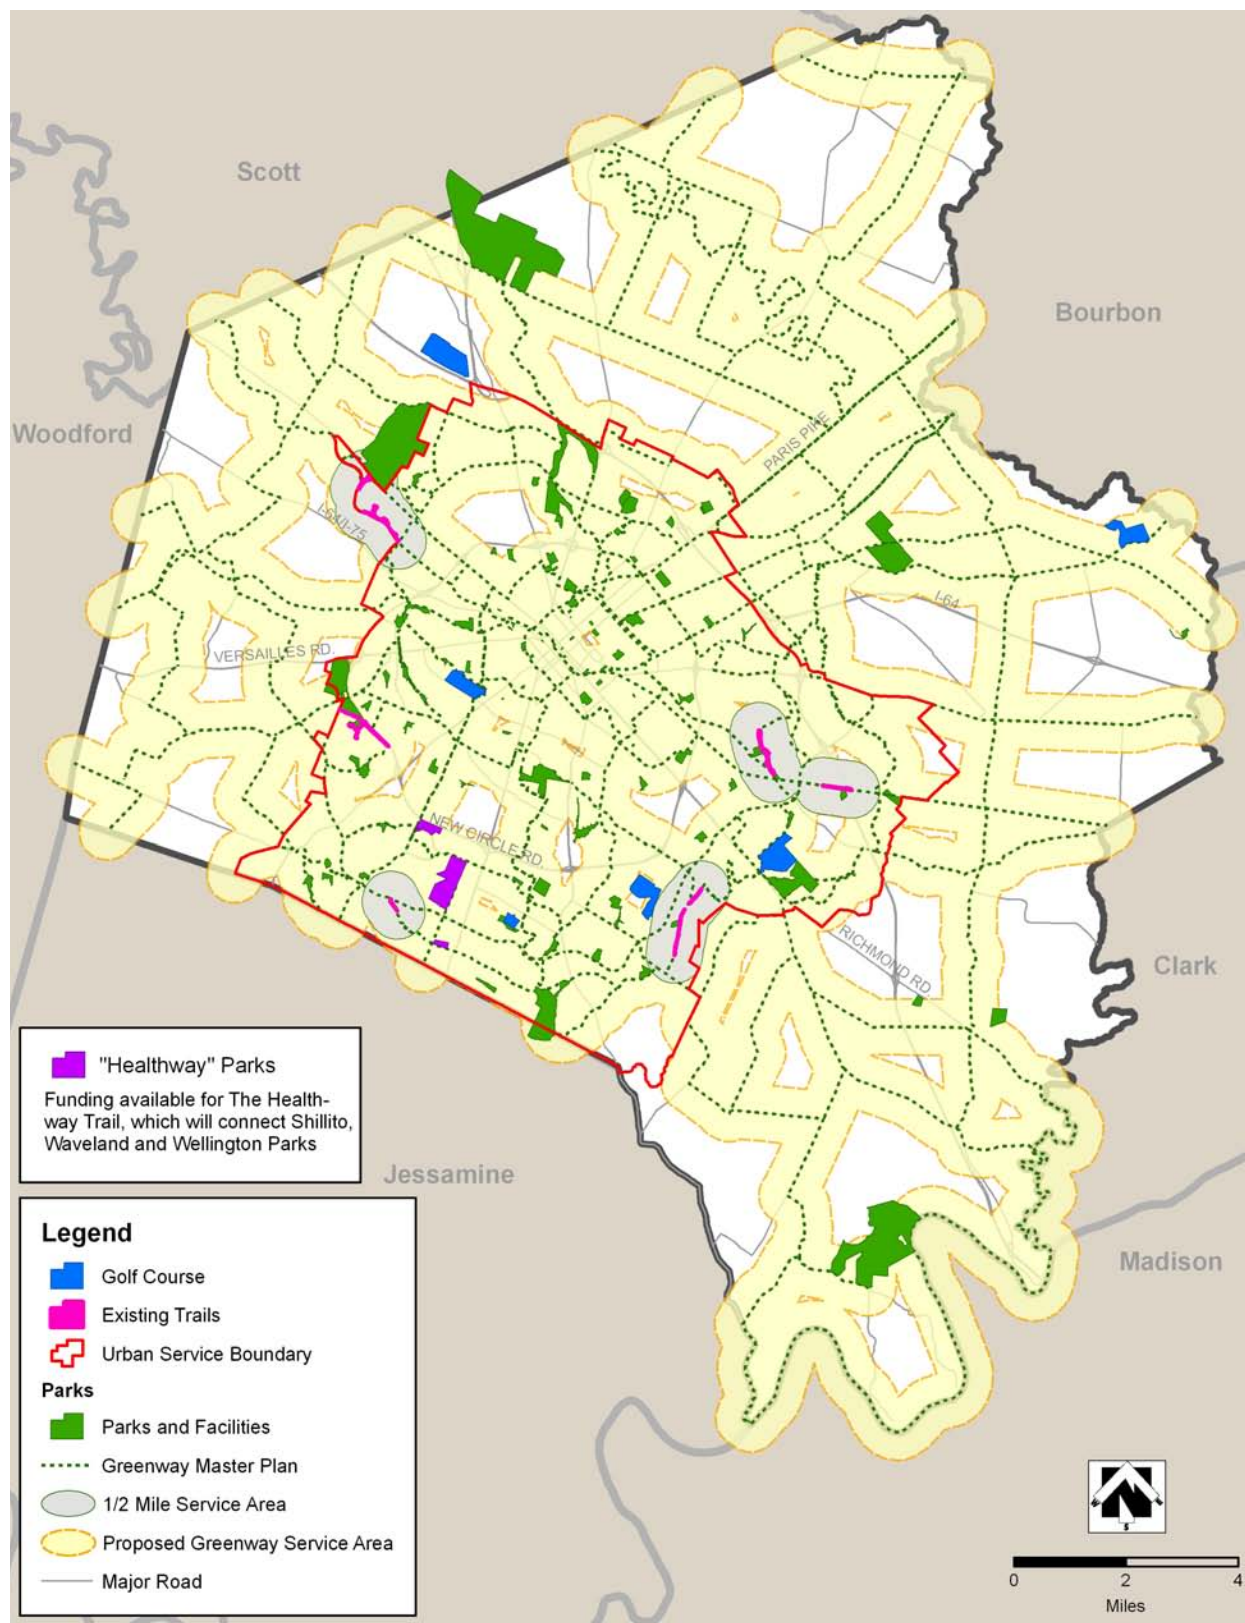 Scott
Bourbon
Woodford
PARIS PIKE
I-64/I-75
I-64
VERSAILLES RD.
NEW CIRCLE RD.
RICHMOND RD.
Clark
Jessamine
Madison
"Healthway" Parks
Funding available for The Health-
way Trail, which will connect Shillito,
Waveland and Wellington Parks
Legend
Golf Course
Existing Trails
Urban Service Boundary
Parks
Parks and Facilities
Greenway Master Plan
1/2 Mile Service Area
Proposed Greenway Service Area
Major Road
0 2 4
Miles